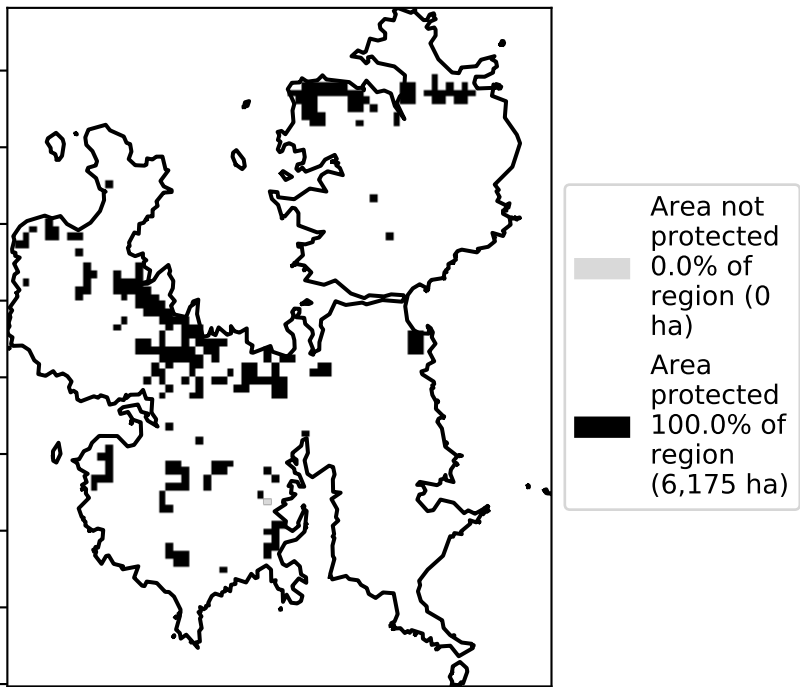 Area not
protected
0.0% of
region (0
ha)
Area
protected
100.0% of
region
(6,175 ha)